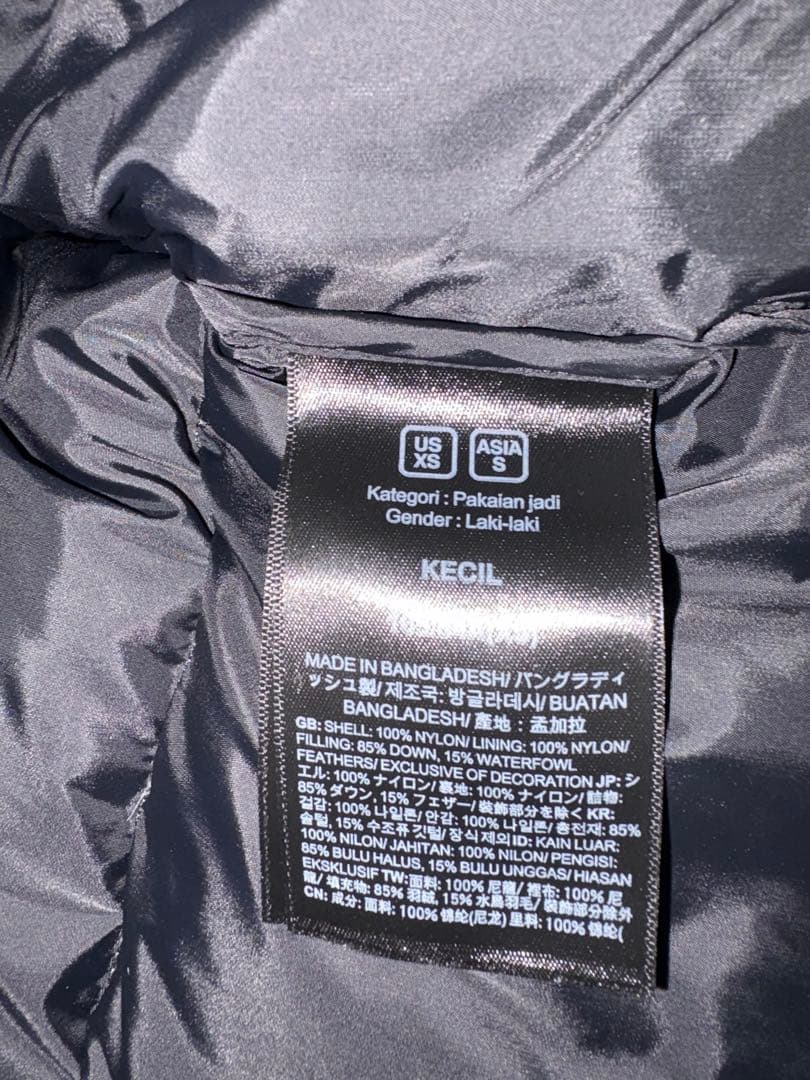 US
XS
ASIA
S
Kategori : Pakaian jadi
Gender : Laki-laki
KECIL
MADE IN BANGLADESH/ バングラディ
ッシュ製/ 제조국: 방글라데시/ BUATAN
BANGLADESH/ 產地 : 孟加拉
GB: SHELL: 100% NYLON/ LINING: 100% NYLON/
FILLING: 85% DOWN, 15% WATERFOWL
FEATHERS/ EXCLUSIVE OF DECORATION JP: シ
ェル: 100% ナイロン/ 裏地: 100% ナイロン/ 詰物:
85% ダウン, 15% フェザー/ 装飾部分を除く KR:
겉감: 100% 나일론/ 안감: 100% 나일론/ 충전재: 85%
솜털, 15% 수조류 깃털/ 장식 제외 ID: KAIN LUAR:
100% NILON/ JAHITAN: 100% NILON/ PENGISI:
85% BULU HALUS, 15% BULU UNGGAS/ HIASAN
EKSKLUSIF TW: 面料: 100% 尼龍/ 裡布: 100% 尼
龍/ 填充物: 85% 羽絨, 15% 水鳥羽毛/ 裝飾部分除外
CN: 成分: 面料: 100% 锦纶(尼龙) 里料: 100% 锦纶(